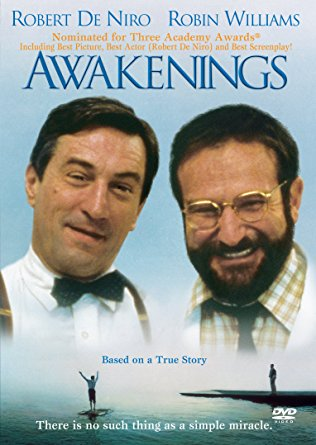 ROBERT DE NIRO ROBIN WILLIAMS
Nominated for Three Academy Awards®
Including Best Picture, Best Actor (Robert De Niro) and Best Screenplay!
AWAKENINGS
Based on a True Story
DVD
VIDEO
There is no such thing as a simple miracle.